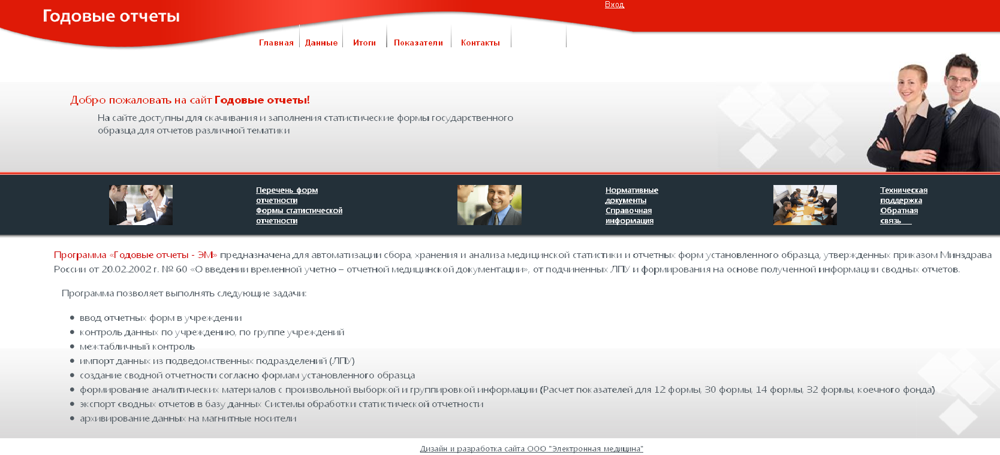 Вход
Годовые отчеты
Главная Данные Итоги Показатели Контакты
Добро пожаловать на сайт Годовые отчеты!
На сайте доступны для скачивания и заполнения статистические формы государственного
образца для отчетов различной тематики
Перечень форм
отчетности
Формы статистической
отчетности
Нормативные
документы
Справочная
информация
Техническая
поддержка
Обратная
связь
Программа «Годовые отчеты - ЭМ» предназначена для автоматизации сбора, хранения и анализа медицинской статистики и отчетных форм установленного образца, утвержденных приказом Минздрава
России от 20.02.2002 г. № 60 «О введении временной учетно – отчетной медицинской документации», от подчиненных ЛПУ и формирования на основе полученной информации сводных отчетов.
Программа позволяет выполнять следующие задачи:
• ввод отчетных форм в учреждении
• контроль данных по учреждению, по группе учреждений
• межтабличный контроль
• импорт данных из подведомственных подразделений (ЛПУ)
• создание сводной отчетности согласно формам установленного образца
• формирование аналитических материалов с произвольной выборкой и группировкой информации (Расчет показателей для 12 формы, 30 формы, 14 формы, 32 формы, коечного фонда)
• экспорт сводных отчетов в базу данных Системы обработки статистической отчетности
• архивирование данных на магнитные носители
Дизайн и разработка сайта ООО "Электронная медицина"